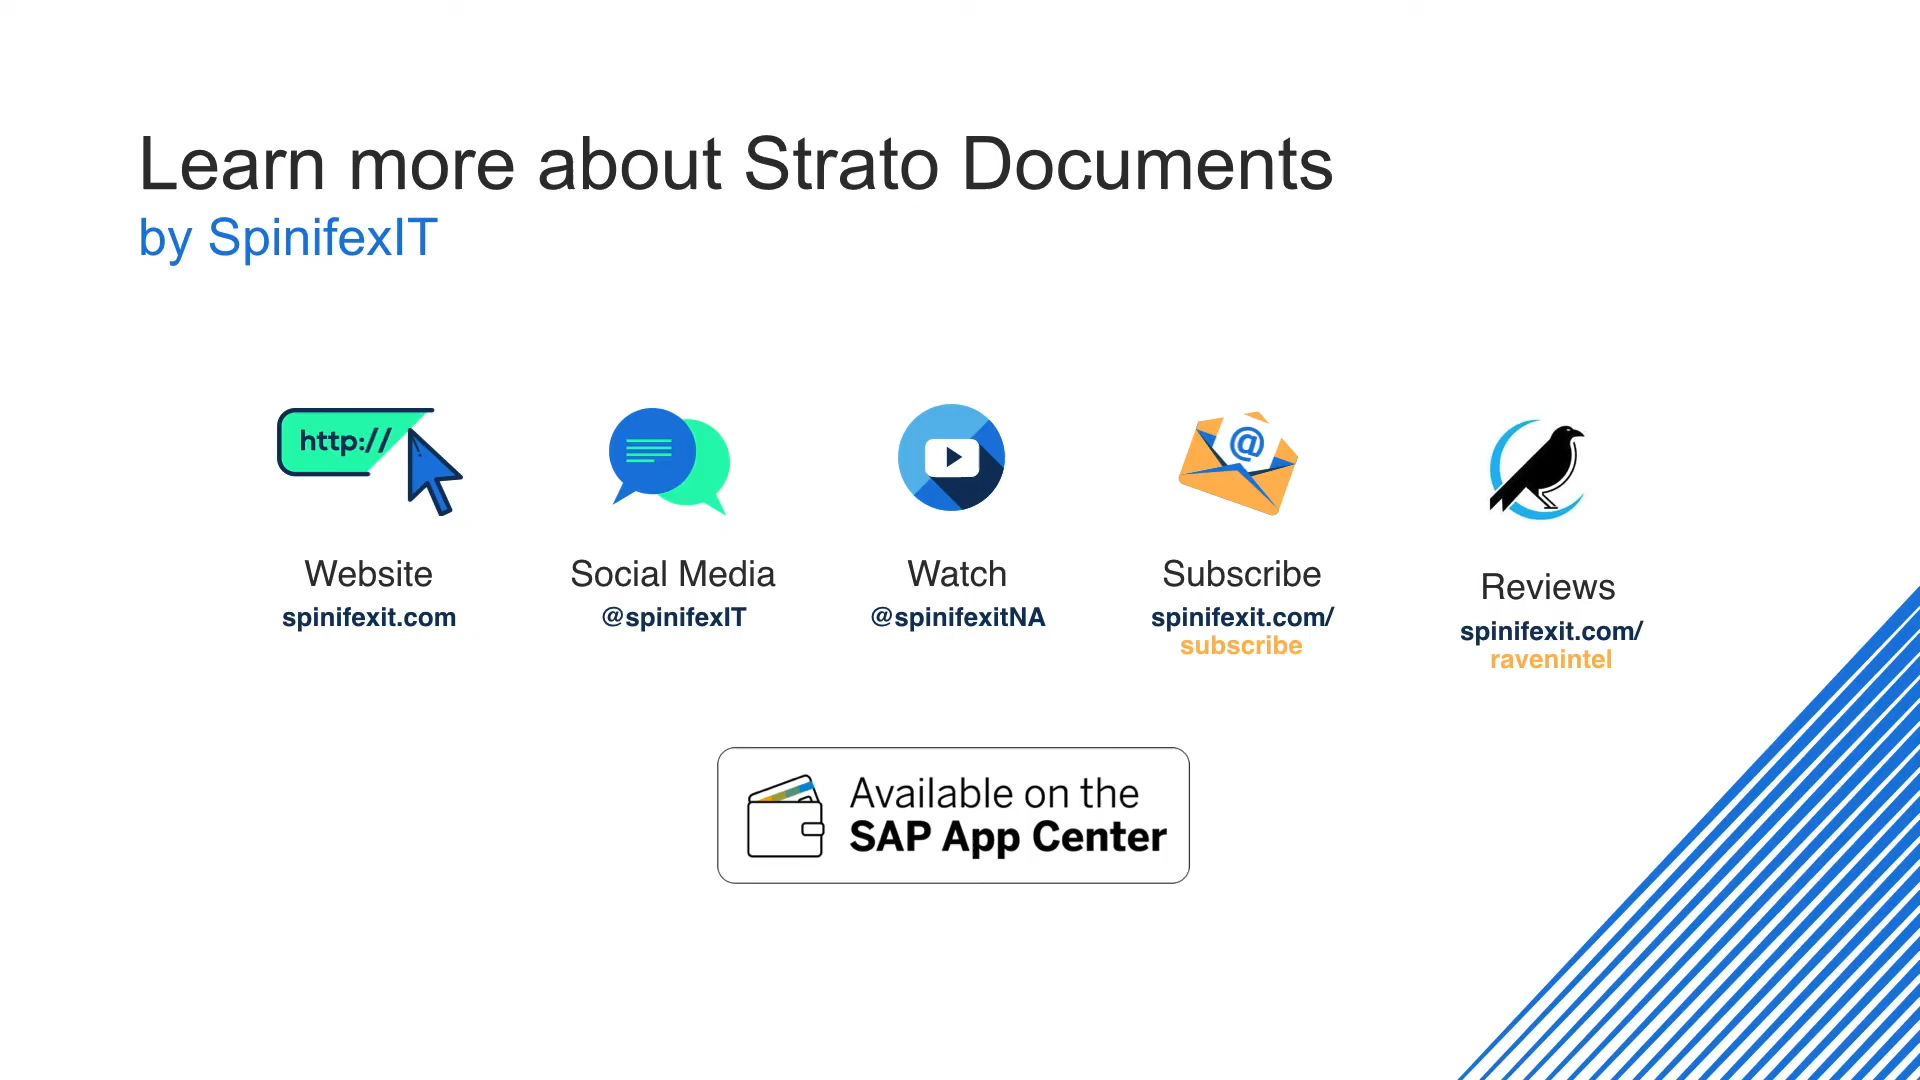 Learn more about Strato Documents
by SpinifexIT
http://
@
Website
spinifexit.com
Social Media
@spinifexIT
Watch
@spinifexitNA
Subscribe
spinifexit.com/
subscribe
Reviews
spinifexit.com/
ravenintel
Available on the
SAP App Center